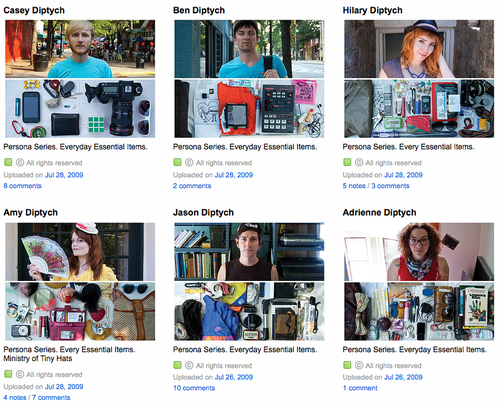 Casey Diptych
Ben Diptych
Hilary Diptych
Persona Series. Everyday Essential Items.
Persona Series. Everyday Essential Items.
Persona Series. Every Essential Items.
© All rights reserved
© All rights reserved
© All rights reserved
Uploaded on Jul 28, 2009
Uploaded on Jul 28, 2009
Uploaded on Jul 28, 2009
8 comments
2 comments
5 notes / 3 comments
Amy Diptych
Jason Diptych
Adrienne Diptych
Persona Series. Every Essential Items.
Ministry of Tiny Hats
Persona Series. Everyday Essential Items.
Persona Series. Everyday Essential Items.
© All rights reserved
© All rights reserved
© All rights reserved
Uploaded on Jul 28, 2009
Uploaded on Jul 26, 2009
Uploaded on Jul 26, 2009
4 notes / 7 comments
10 comments
1 comment